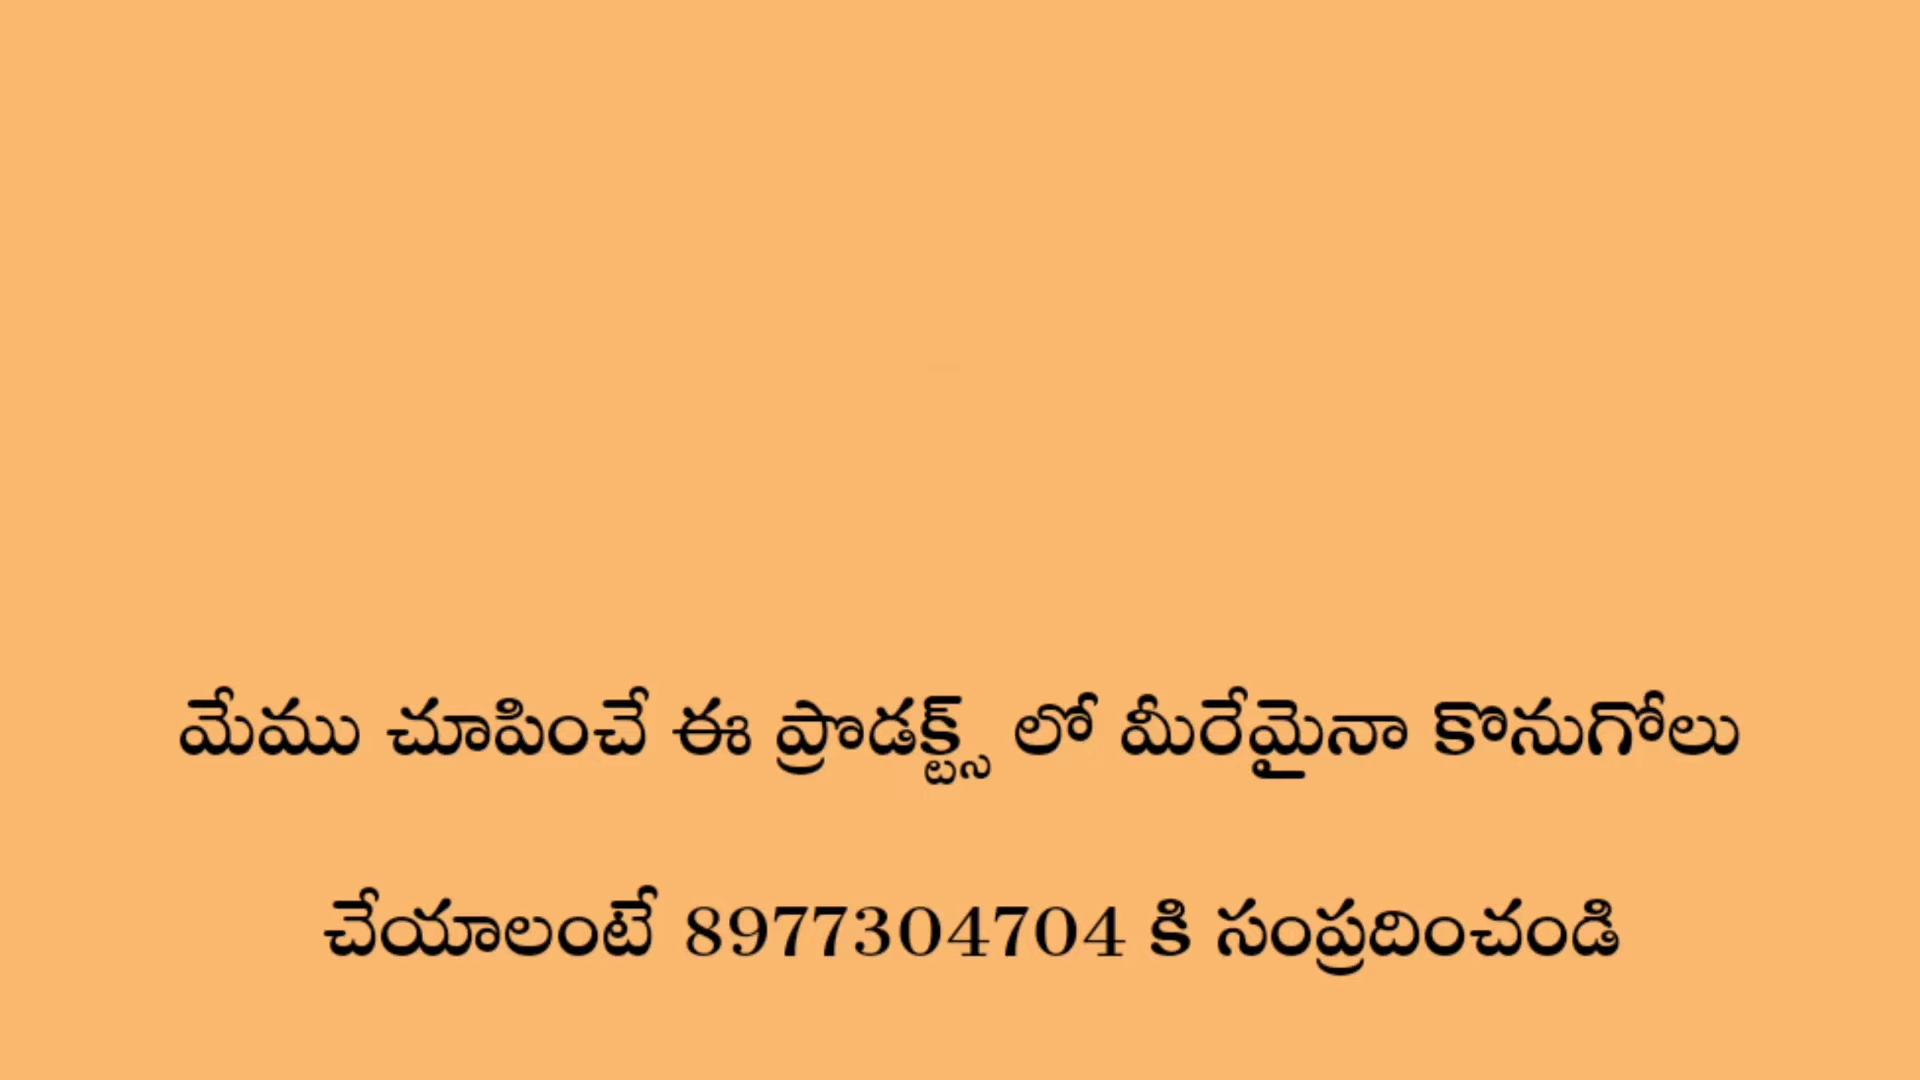 మేము చూపించే ఈ ప్రొడక్ట్స్ లో మీరేమైనా కొనుగోలు
చేయాలంటే 8977304704 కి సంప్రదించండి